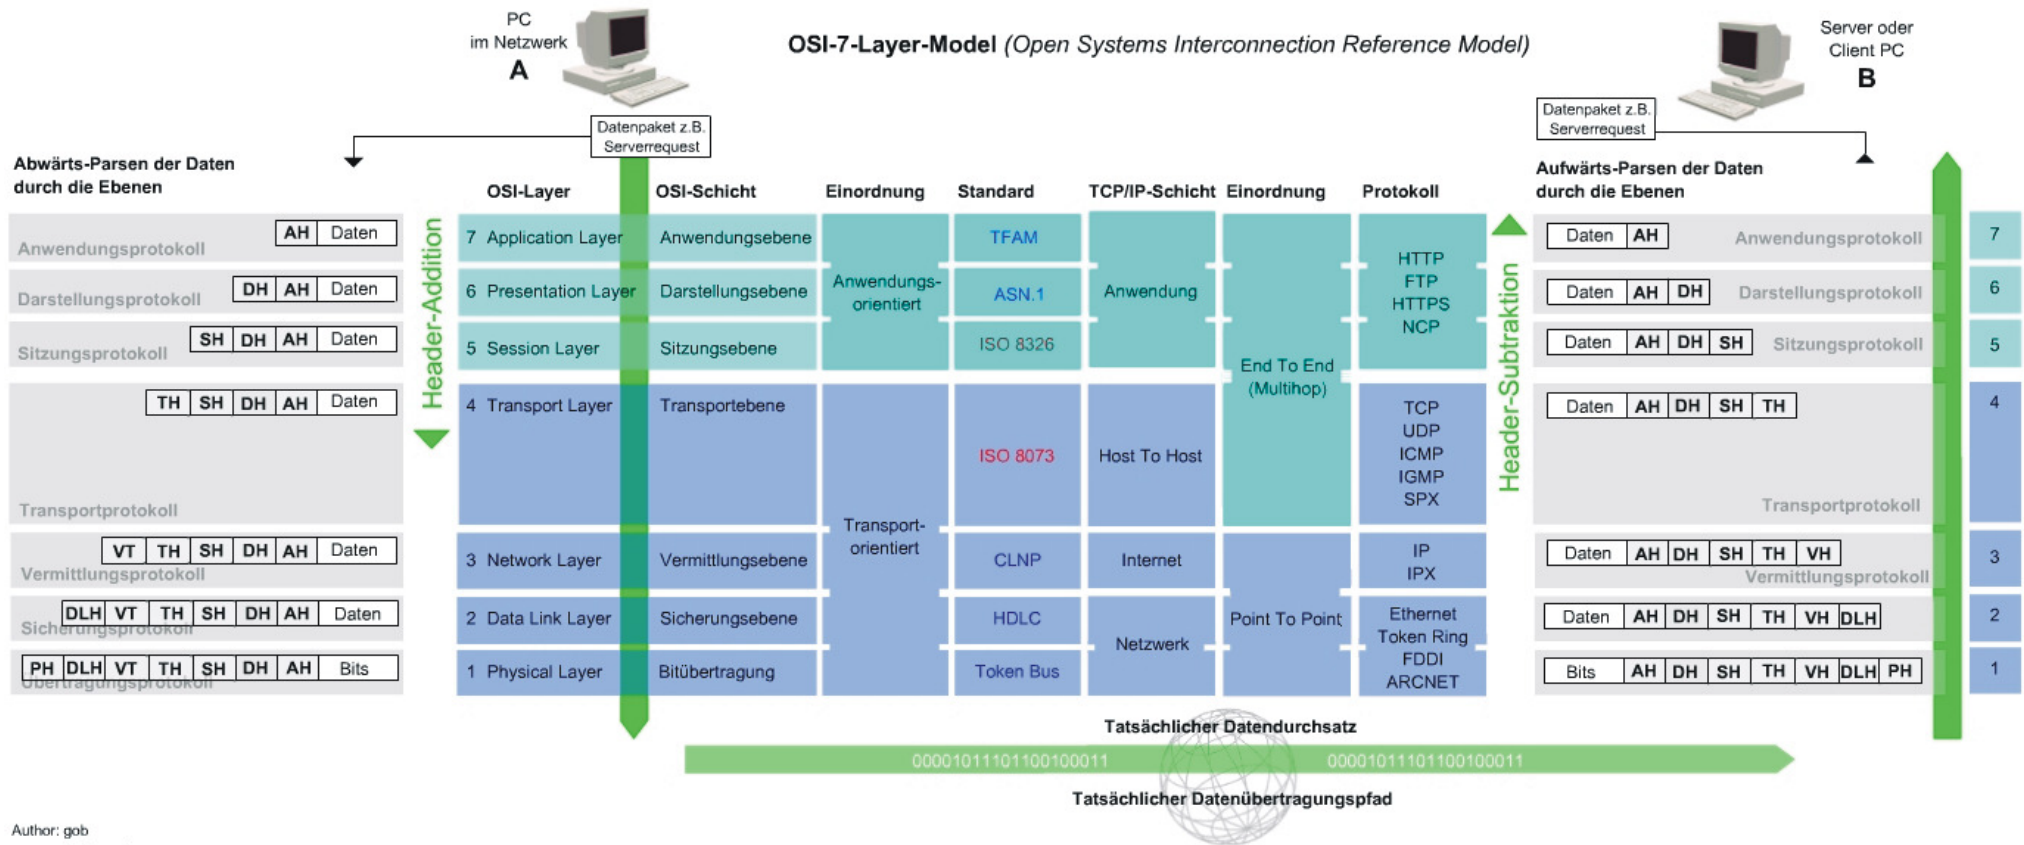 PC
im Netzwerk
A
OSI-7-Layer-Model (Open Systems Interconnection Reference Model)
Server oder
Client PC
B
Datenpaket z.B.
Serverrequest
Datenpaket z.B.
Serverrequest
Abwärts-Parsen der Daten
durch die Ebenen
AH Daten
Anwendungsprotokoll
DH AH Daten
Darstellungsprotokoll
SH DH AH Daten
Sitzungsprotokoll
TH SH DH AH Daten
Transportprotokoll
VT TH SH DH AH Daten
Vermittlungsprotokoll
DLH VT TH SH DH AH Daten
Sicherungsprotokoll
PH DLH VT TH SH DH AH Bits
Übertragungsprotokoll
Header-Addition
OSI-Layer
7 Application Layer
6 Presentation Layer
5 Session Layer
4 Transport Layer
3 Network Layer
2 Data Link Layer
1 Physical Layer
OSI-Schicht
Anwendungsebene
Darstellungsebene
Sitzungsebene
Transportebene
Vermittlungsebene
Sicherungsebene
Bitübertragung
Einordnung
Anwendungs-
orientiert
Transport-
orientiert
Standard
TFAM
ASN.1
ISO 8326
ISO 8073
CLNP
HDLC
Token Bus
TCP/IP-Schicht
Anwendung
Host To Host
Internet
Netzwerk
Einordnung
End To End
(Multihop)
Point To Point
Protokoll
HTTP
FTP
HTTPS
NCP
TCP
UDP
ICMP
IGMP
SPX
IP
IPX
Ethernet
Token Ring
FDDI
ARCNET
Header-Subtraktion
Aufwärts-Parsen der Daten
durch die Ebenen
Daten AH
Anwendungsprotokoll
7
Daten AH DH
Darstellungsprotokoll
6
Daten AH DH SH
Sitzungsprotokoll
5
Daten AH DH SH TH
4
Transportprotokoll
Daten AH DH SH TH VH
Vermittlungsprotokoll
3
Daten AH DH SH TH VH DLH
2
Bits AH DH SH TH VH DLH PH
1
Tatsächlicher Datendurchsatz
00001011101100100011
00001011101100100011
Tatsächlicher Datenübertragungspfad
Author: gob